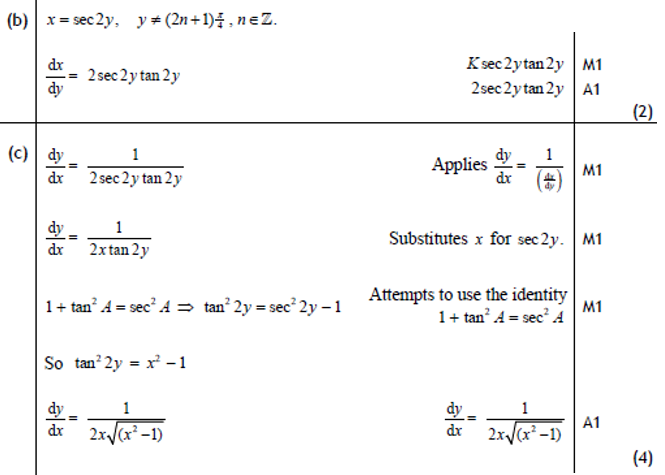 (b) x = sec 2y, y ≠ (2n+1)π/4, n ∈ ℤ.
dx/dy = 2 sec 2y tan 2y K sec 2y tan 2y M1
2sec 2y tan 2y A1
(2)
(c) dy/dx = 1/(2 sec 2y tan 2y) Applies dy/dx = 1/(dx/dy) M1
dy/dx = 1/(2x tan 2y) Substitutes x for sec 2y. M1
1 + tan² A = sec² A ⇒ tan² 2y = sec² 2y − 1 Attempts to use the identity
1 + tan² A = sec² A M1
So tan² 2y = x² − 1
dy/dx = 1/(2x√(x² −1)) dy/dx = 1/(2x√(x² −1)) A1
(4)